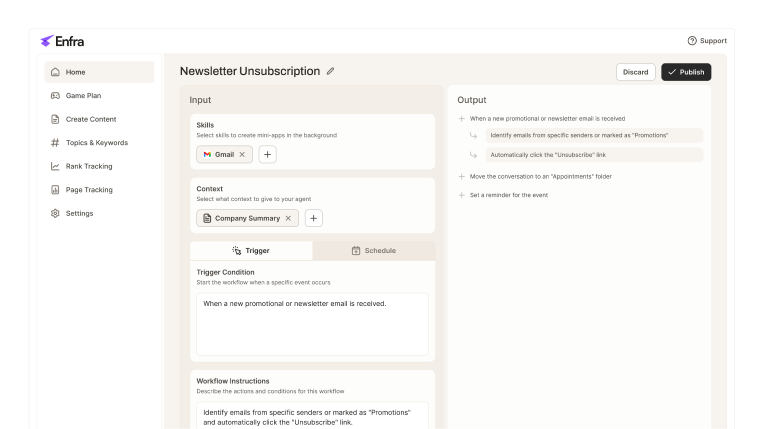 Enfra
Support
Home
Game Plan
Create Content
Topics & Keywords
Rank Tracking
Page Tracking
Settings
Newsletter Unsubscription
Discard
Publish
Input
Skills
Select skills to create mini-apps in the background
Gmail
Context
Select what context to give to your agent
Company Summary
Trigger
Schedule
Trigger Condition
Start the workflow when a specific event occurs
When a new promotional or newsletter email is received.
Workflow Instructions
Describe the actions and conditions for this workflow
Identify emails from specific senders or marked as "Promotions"
and automatically click the "Unsubscribe" link.
Output
When a new promotional or newsletter email is received
Identify emails from specific senders or marked as "Promotions"
Automatically click the "Unsubscribe" link
Move the conversation to an "Appointments" folder
Set a reminder for the event